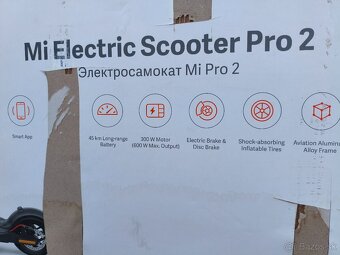 Mi Electric Scooter Pro 2
Электросамокат Mi Pro 2
Smart App
45 km Long-range
Battery
300 W Motor
(600 W Max. Output)
Electric Brake &
Disc Brake
Shock-absorbing
Inflatable Tires
Aviation Aluminum
Alloy Frame